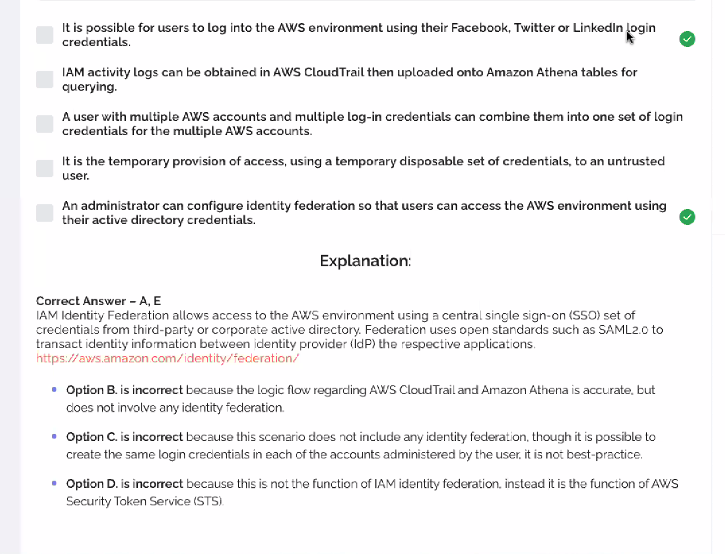 It is possible for users to log into the AWS environment using their Facebook, Twitter or LinkedIn login
credentials.
IAM activity logs can be obtained in AWS CloudTrail then uploaded onto Amazon Athena tables for
querying.
A user with multiple AWS accounts and multiple log-in credentials can combine them into one set of login
credentials for the multiple AWS accounts.
It is the temporary provision of access, using a temporary disposable set of credentials, to an untrusted
user.
An administrator can configure identity federation so that users can access the AWS environment using
their active directory credentials.
Explanation:
Correct Answer – A, E
IAM Identity Federation allows access to the AWS environment using a central single sign-on (SSO) set of
credentials from third-party or corporate active directory. Federation uses open standards such as SAML2.0 to
transact identity information between identity provider (IdP) the respective applications.
https://aws.amazon.com/identity/federation/
Option B. is incorrect because the logic flow regarding AWS CloudTrail and Amazon Athena is accurate, but
does not involve any identity federation.
Option C. is incorrect because this scenario does not include any identity federation, though it is possible to
create the same login credentials in each of the accounts administered by the user, it is not best-practice.
Option D. is incorrect because this is not the function of IAM identity federation, instead it is the function of AWS
Security Token Service (STS).